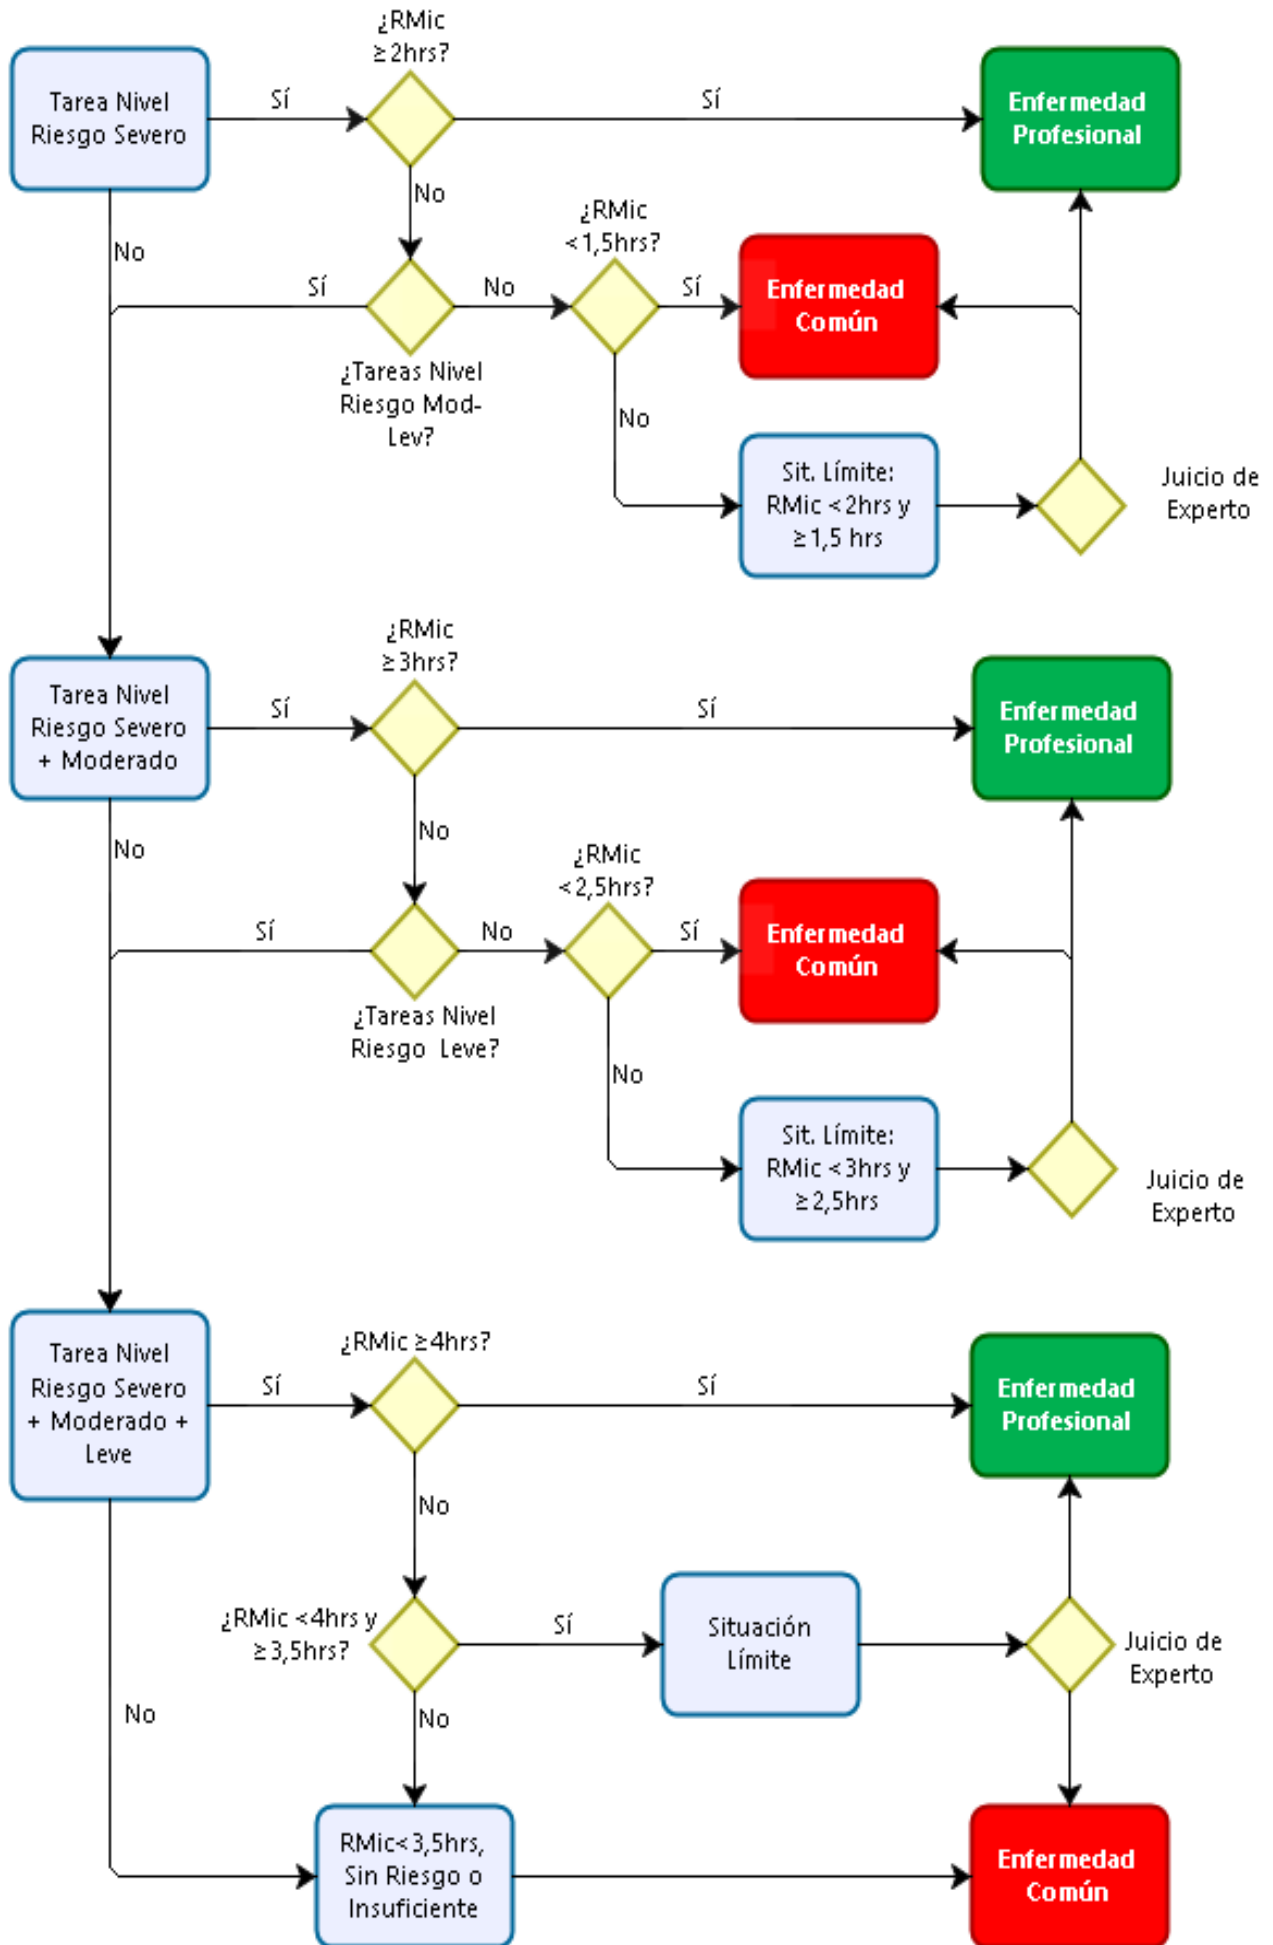 ¿RMic
≥2hrs?
Tarea Nivel
Riesgo Severo
Sí
Sí
Enfermedad
Profesional
No
No
¿RMic
<1,5hrs?
Sí
No
Sí
Enfermedad
Común
¿Tareas Nivel
Riesgo Mod-
Lev?
No
Sit. Límite:
RMic <2hrs y
≥1,5 hrs
Juicio de
Experto
¿RMic
≥3hrs?
Tarea Nivel
Riesgo Severo
+ Moderado
Sí
Sí
Enfermedad
Profesional
No
No
¿RMic
<2,5hrs?
Sí
No
Sí
Enfermedad
Común
¿Tareas Nivel
Riesgo Leve?
No
Sit. Límite:
RMic <3hrs y
≥2,5hrs
Juicio de
Experto
¿RMic ≥4hrs?
Tarea Nivel
Riesgo Severo
+ Moderado +
Leve
Sí
Sí
Enfermedad
Profesional
No
¿RMic <4hrs y
≥3,5hrs?
Sí
Situación
Límite
Juicio de
Experto
No
No
RMic<3,5hrs,
Sin Riesgo o
Insuficiente
Enfermedad
Común